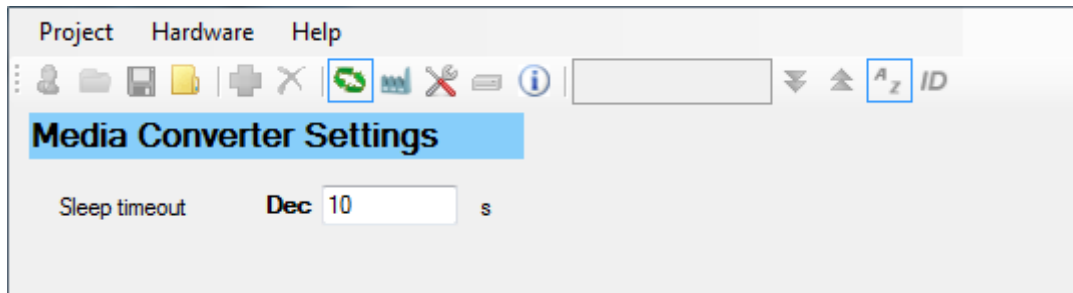 Project Hardware Help
A Z ID
Media Converter Settings
Sleep timeout Dec 10 s